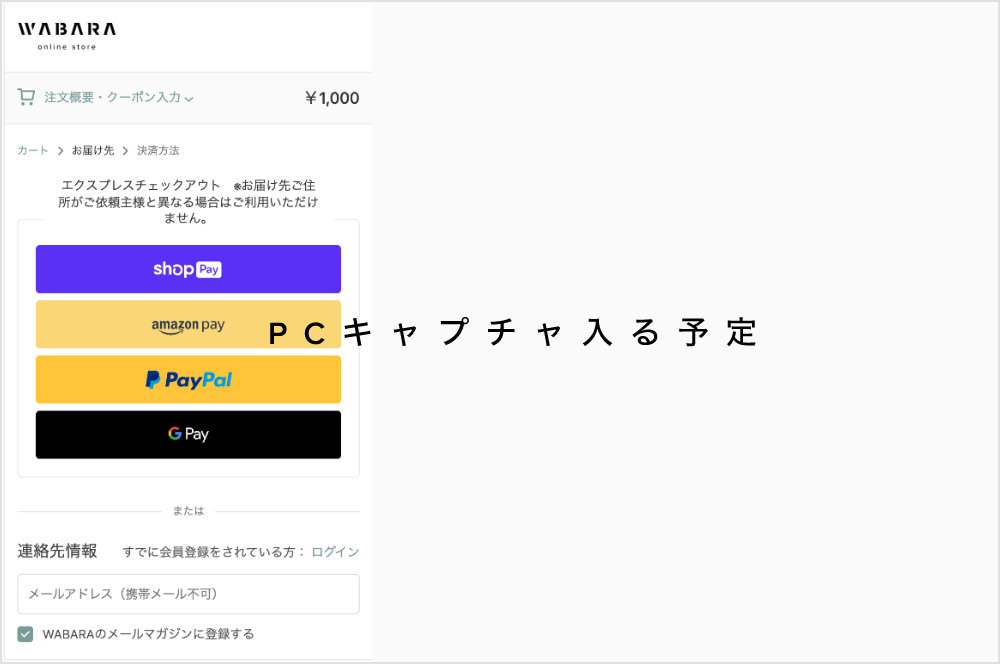 WABARA
online store
注文概要・クーポン入力
¥1,000
カート > お届け先 > 決済方法
エクスプレスチェックアウト ※お届け先ご住
所がご依頼主様と異なる場合はご利用いただけ
ません。
shop Pay
amazon pay
PCキャプチャ入る予定
PayPal
G Pay
または
連絡先情報 すでに会員登録をされている方： ログイン
メールアドレス（携帯メール不可）
WABARAのメールマガジンに登録する